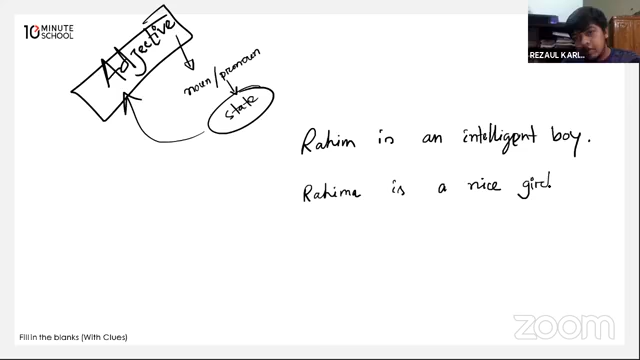 10 MINUTE SCHOOL
Adjective
noun/pronoun
state
Rahim is an intelligent boy.
Rahima is a nice girl
REZAUL KARI...
Fill in the blanks (With Clues)
zoom